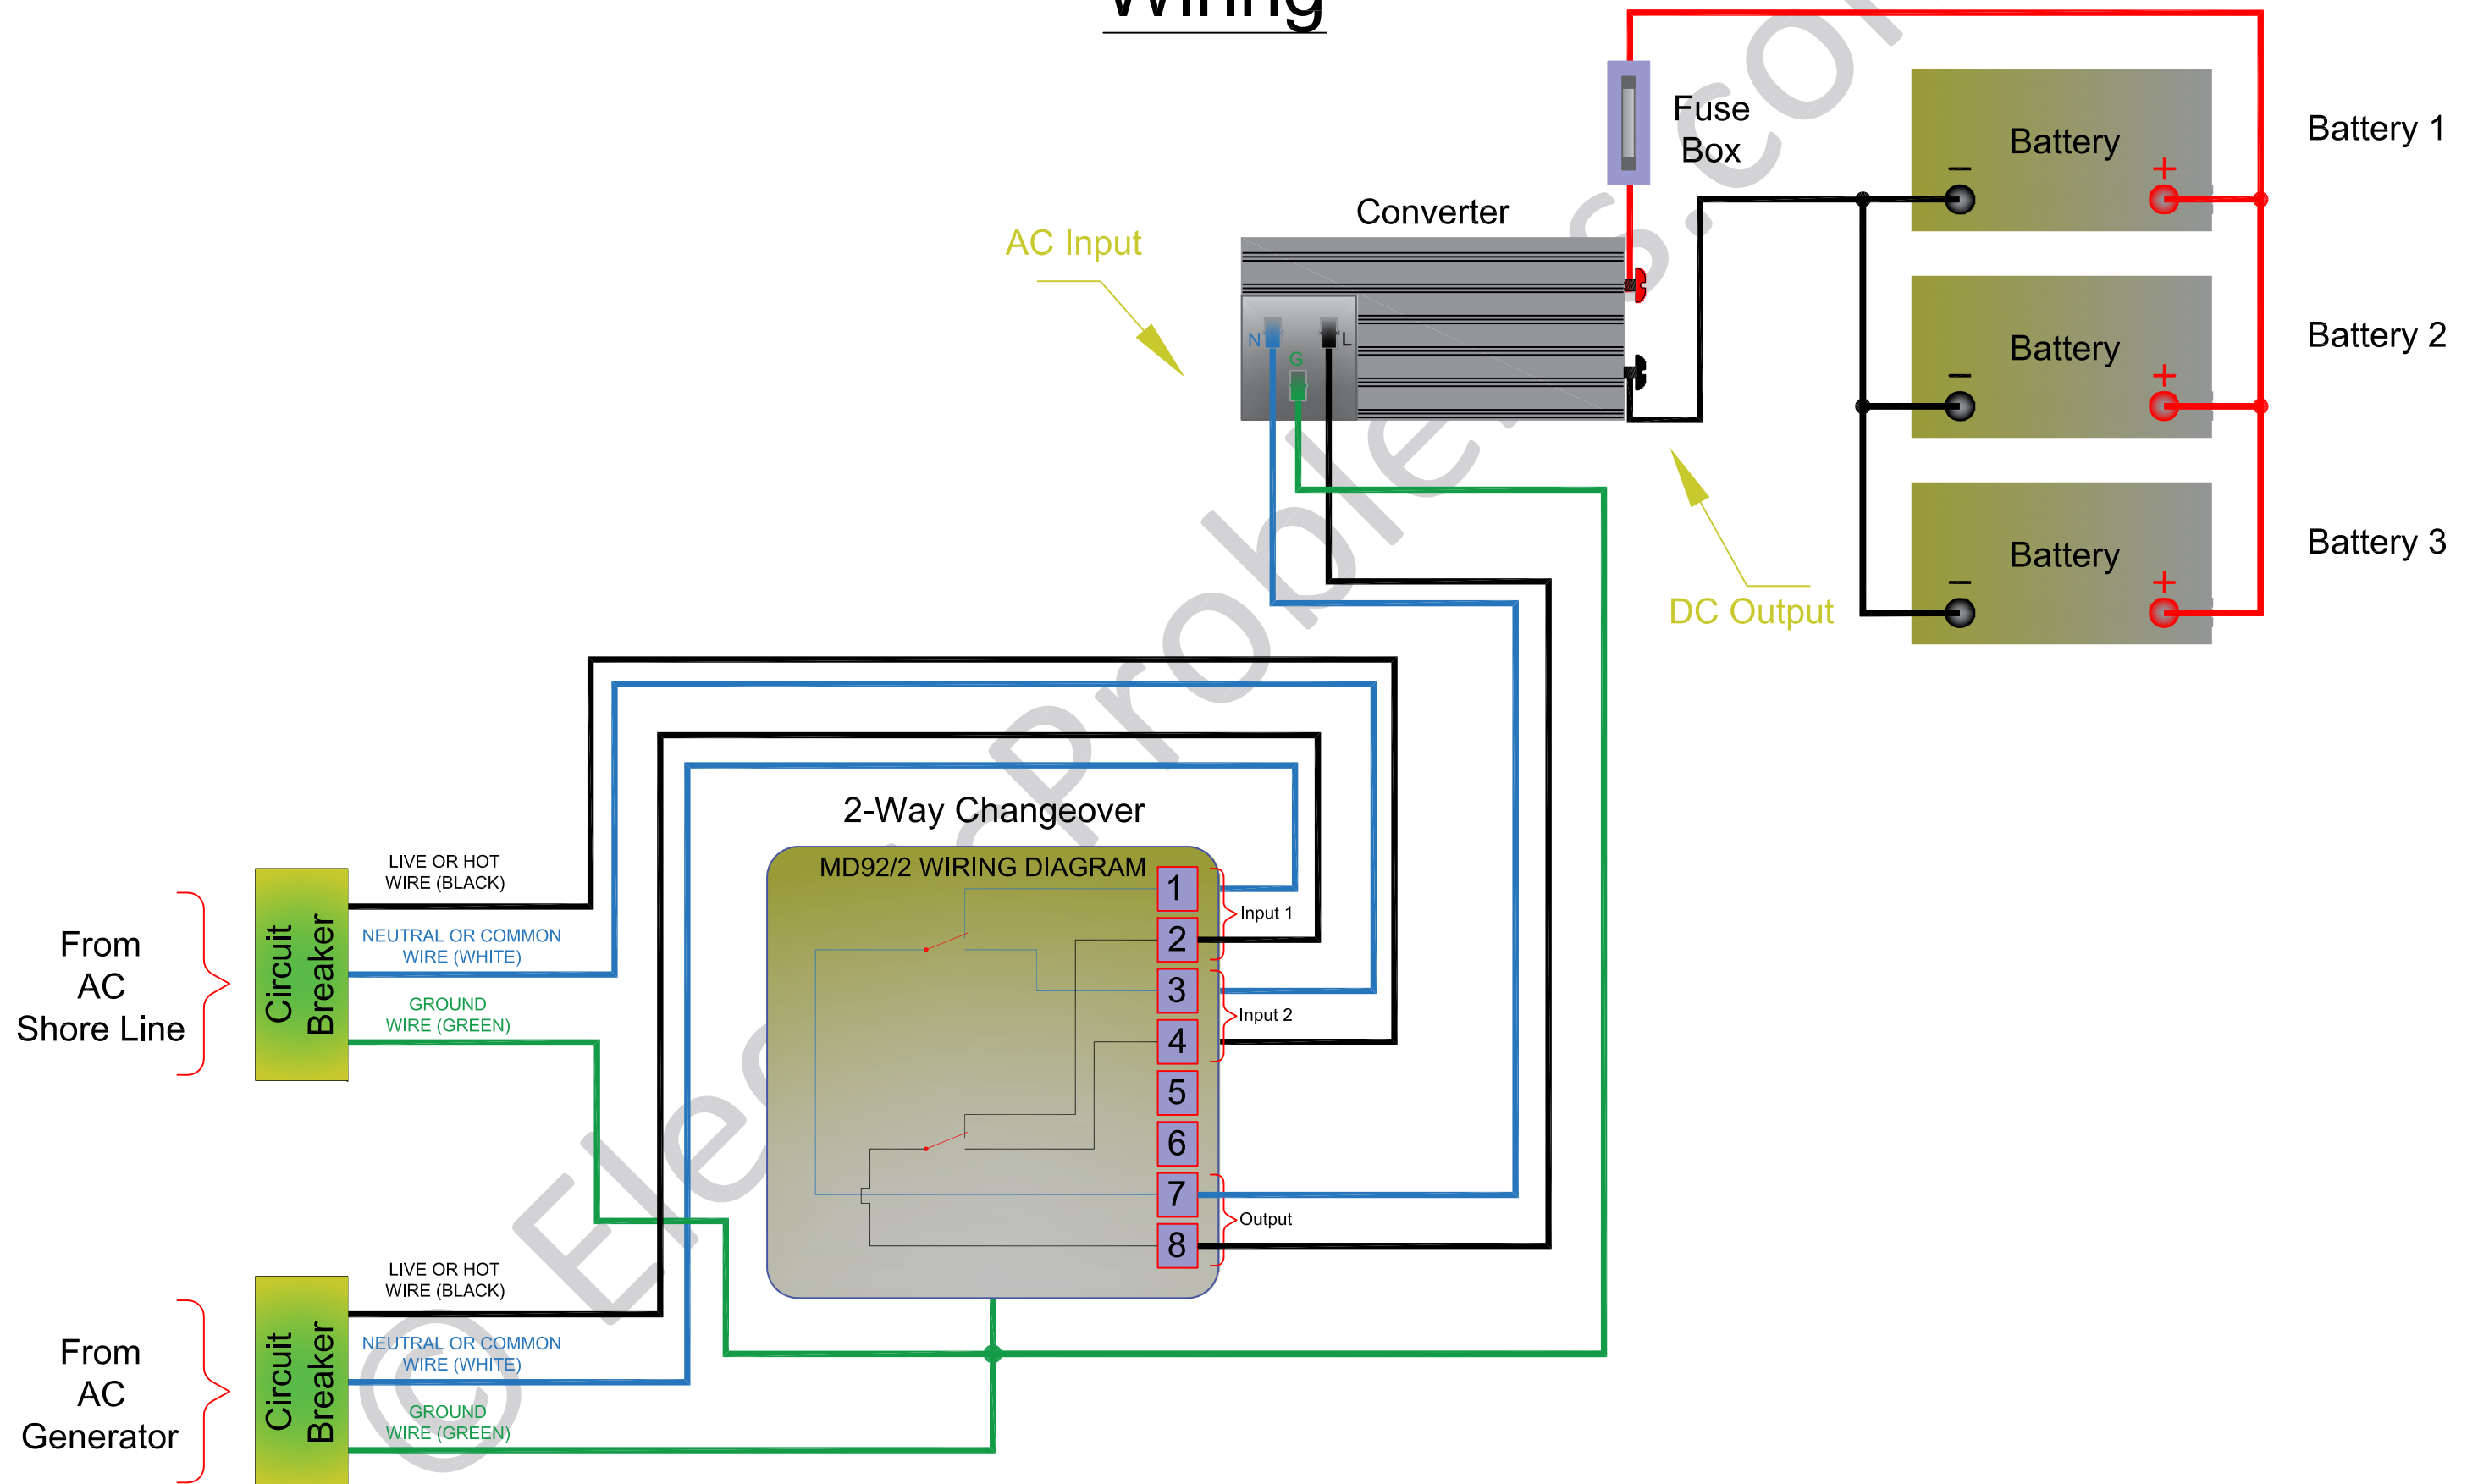 Wiring
Fuse
Box
Battery
Battery 1
Converter
AC Input
N
L
G
Battery
Battery 2
Battery
Battery 3
DC Output
2-Way Changeover
MD92/2 WIRING DIAGRAM
1
2
3
4
5
6
7
8
Input 1
Input 2
Output
LIVE OR HOT
WIRE (BLACK)
NEUTRAL OR COMMON
WIRE (WHITE)
GROUND
WIRE (GREEN)
Circuit
Breaker
From
AC
Shore Line
LIVE OR HOT
WIRE (BLACK)
NEUTRAL OR COMMON
WIRE (WHITE)
GROUND
WIRE (GREEN)
Circuit
Breaker
From
AC
Generator